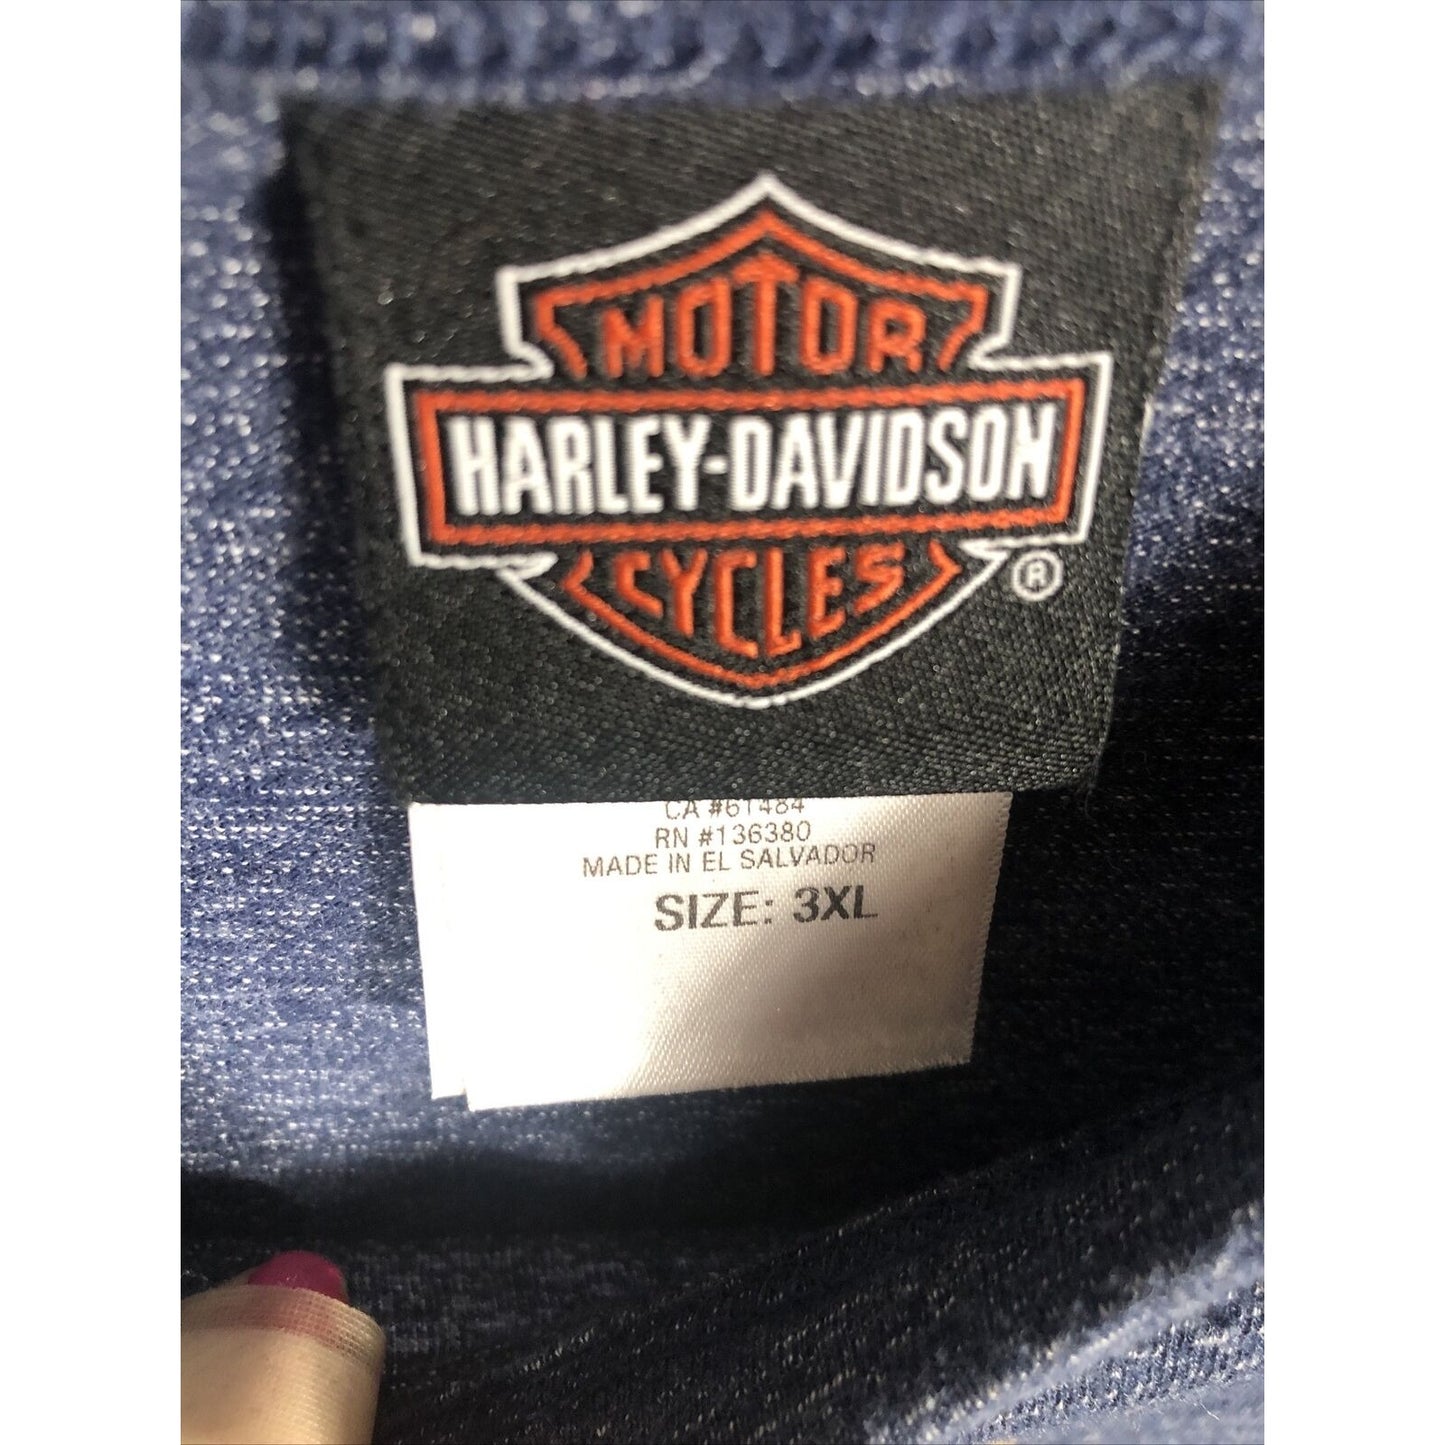 MOTOR
HARLEY-DAVIDSON
CYCLES
®
CA #61484
RN #136380
MADE IN EL SALVADOR
SIZE: 3XL